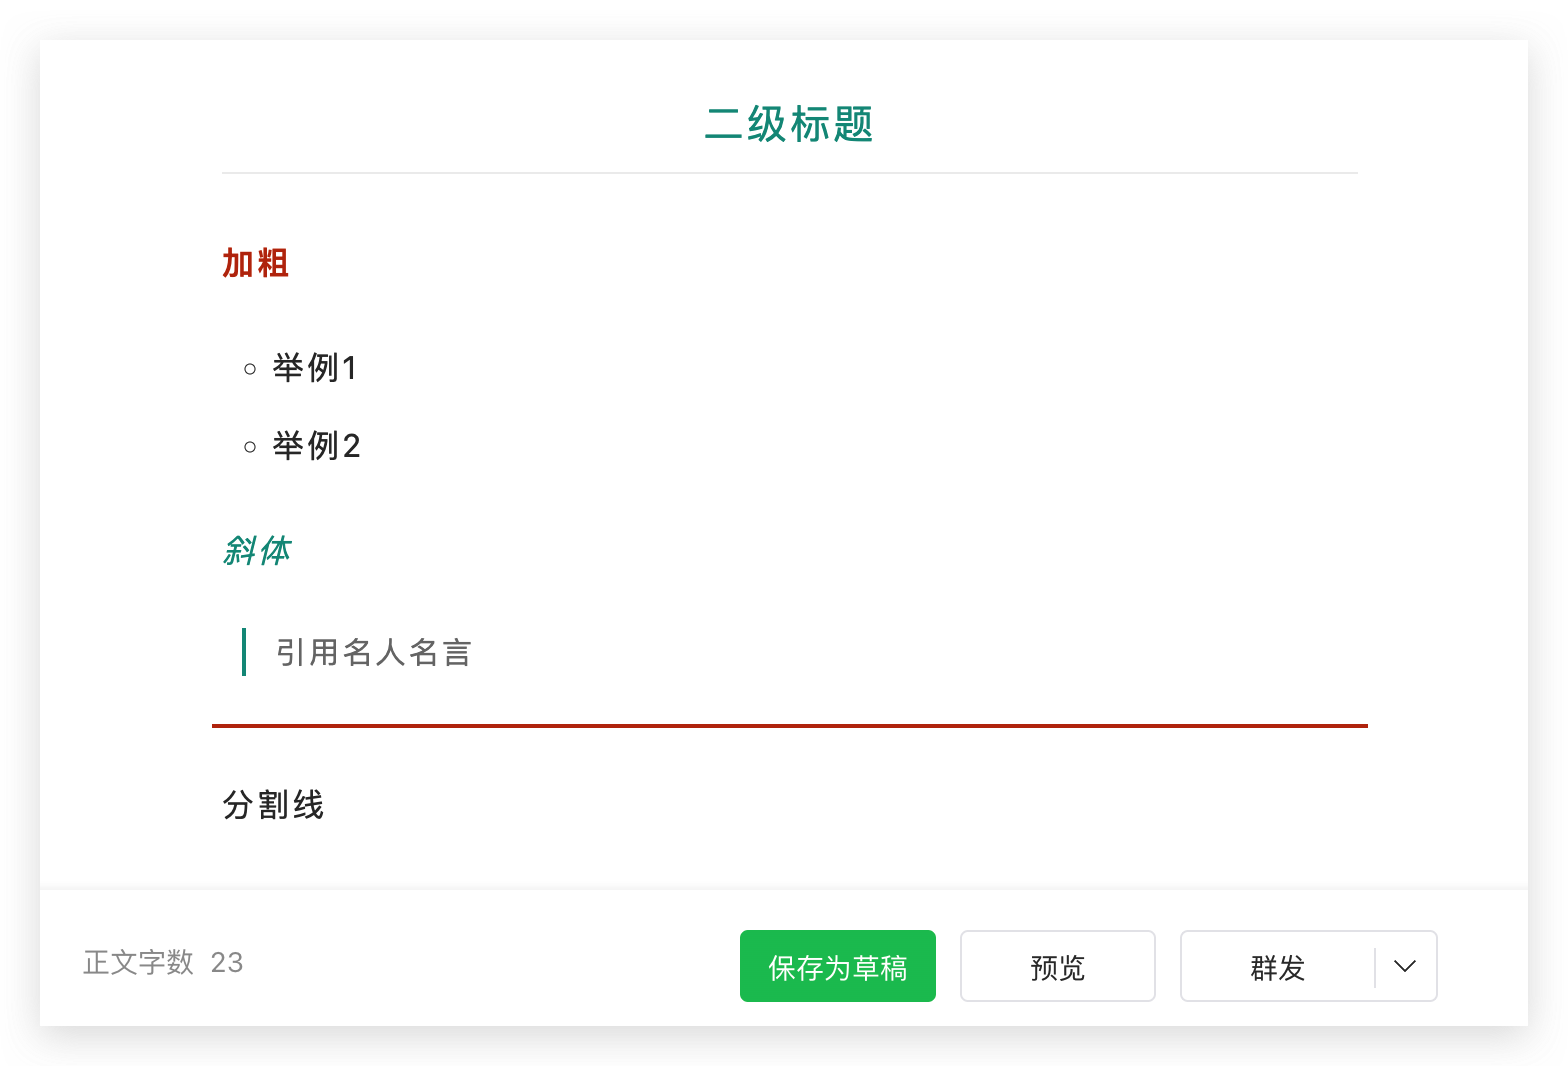 二级标题
加粗
举例1
举例2
斜体
引用名人名言
分割线
正文字数 23
保存为草稿
预览
群发